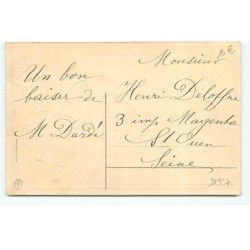 Un bon
baiser de
M Dardé
Monsieur
Henri Deloffre
3 imp Magenta
St Ouen
Seine